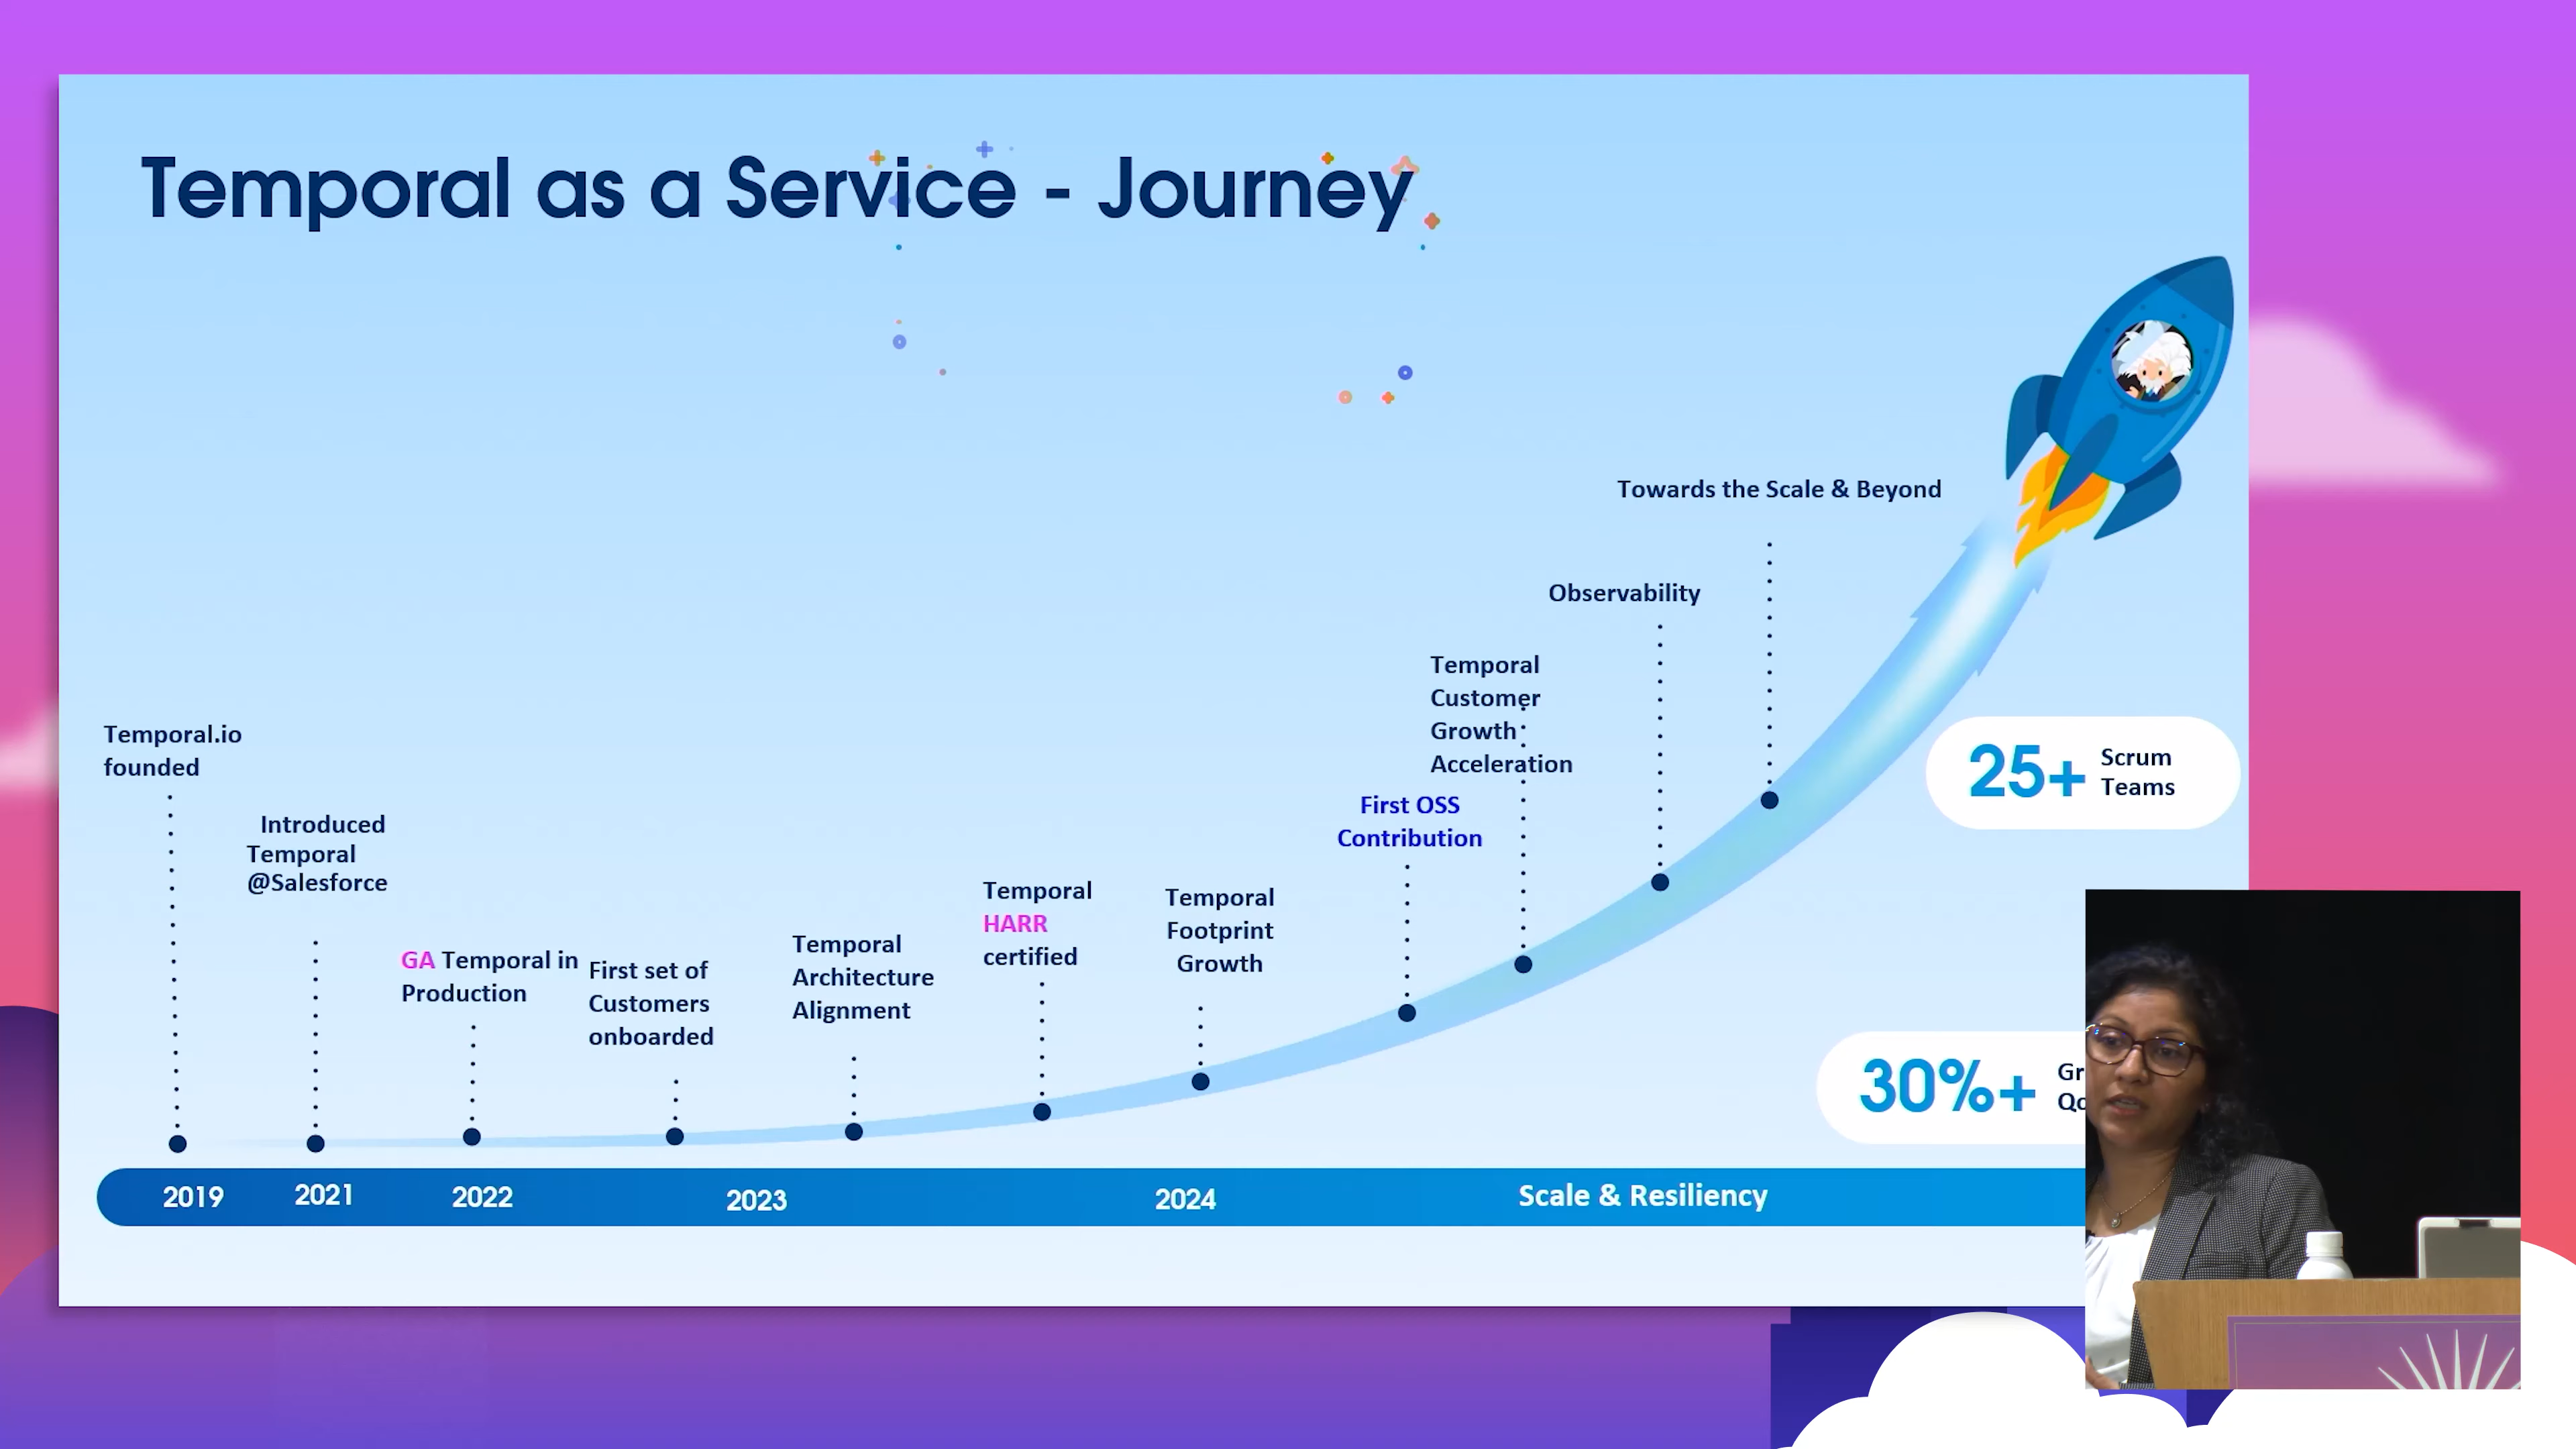 Temporal as a Service - Journey
Temporal.io
founded
Introduced
Temporal
@Salesforce
GA Temporal in
Production
First set of
Customers
onboarded
Temporal
Architecture
Alignment
Temporal
HARR
certified
Temporal
Footprint
Growth
First OSS
Contribution
Temporal
Customer
Growth
Acceleration
Observability
Towards the Scale & Beyond
25+ Scrum
Teams
30%+
2019 2021 2022 2023 2024 Scale & Resiliency